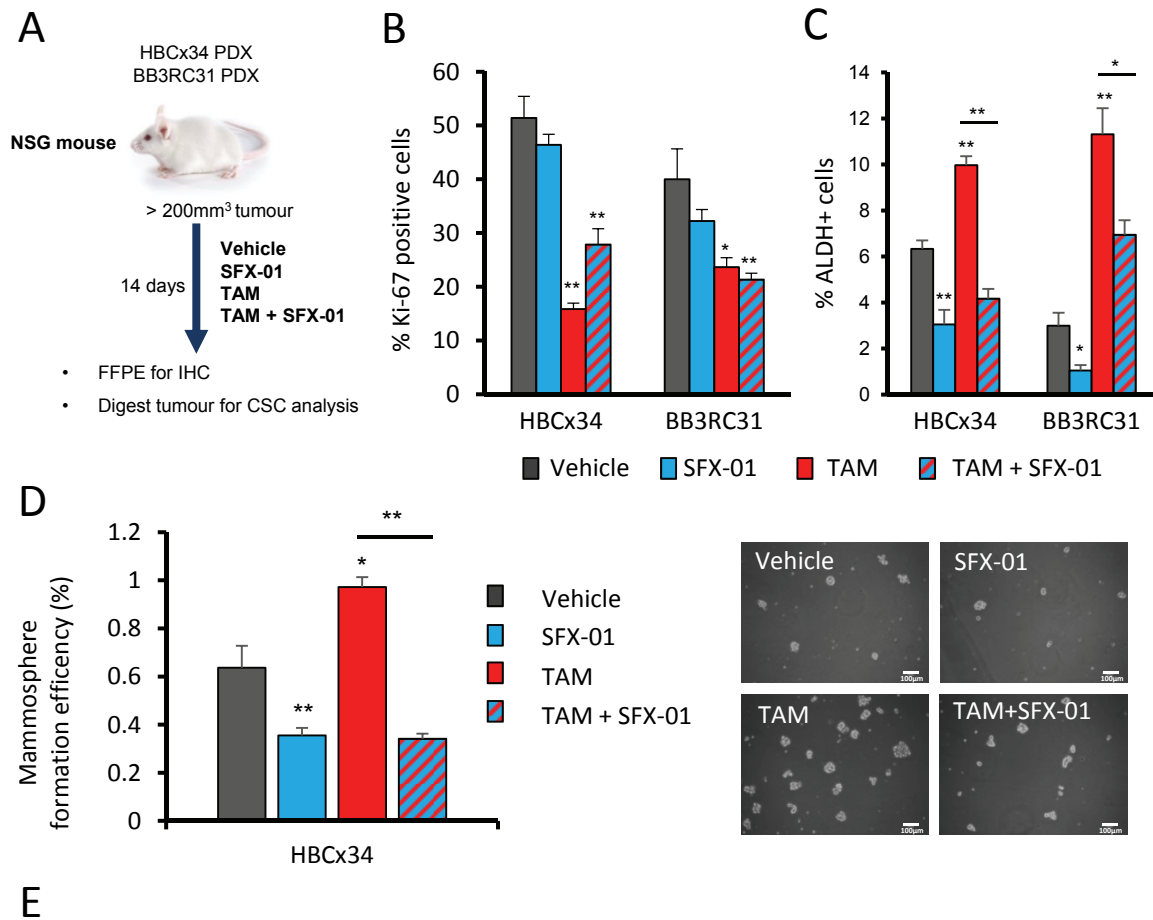 A
HBCx34 PDX
BB3RC31 PDX
NSG mouse
> 200mm³ tumour
14 days
Vehicle
SFX-01
TAM
TAM + SFX-01
• FFPE for IHC
• Digest tumour for CSC analysis
B
% Ki-67 positive cells
60
50
40
30
20
10
0
**
**
*
**
HBCx34
BB3RC31
C
% ALDH+ cells
14
12
10
8
6
4
2
0
**
**
**
*
**
*
HBCx34
BB3RC31
Vehicle
SFX-01
TAM
TAM + SFX-01
D
Mammosphere
formation efficency (%)
1.2
1
0.8
0.6
0.4
0.2
0
**
*
**
HBCx34
Vehicle
SFX-01
TAM
TAM + SFX-01
Vehicle
100µm
SFX-01
100µm
TAM
100µm
TAM+SFX-01
100µm
E